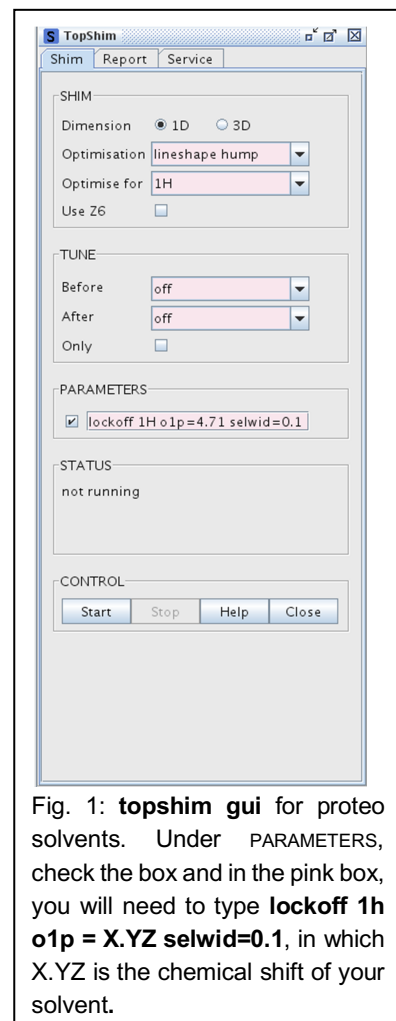 S TopShim
Shim Report Service
SHIM
Dimension 1D 3D
Optimisation lineshape hump
Optimise for 1H
Use Z6
TUNE
Before off
After off
Only
PARAMETERS
lockoff 1H o1p=4.71 selwid=0.1
STATUS
not running
CONTROL
Start Stop Help Close
Fig. 1: topshim gui for proteo
solvents. Under PARAMETERS,
check the box and in the pink box,
you will need to type lockoff 1h
o1p = X.YZ selwid=0.1, in which
X.YZ is the chemical shift of your
solvent.